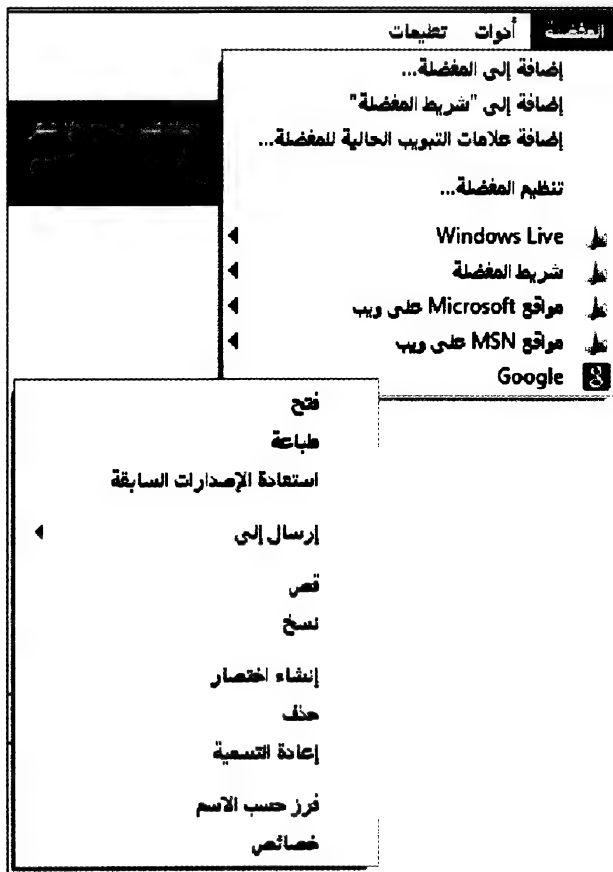 المفضلة أدوات تعليمات
إضافة إلى المفضلة...
إضافة إلى "شريط المفضلة"
إضافة علامات التبويب الحالية للمفضلة...
تنظيم المفضلة...
Windows Live
شريط المفضلة
مواقع Microsoft على ويب
مواقع MSN على ويب
Google
فتح
طباعة
استعادة الإصدارات السابقة
إرسال إلى
قص
نسخ
إنشاء اختصار
حذف
إعادة التسمية
فرز حسب الاسم
خصائص